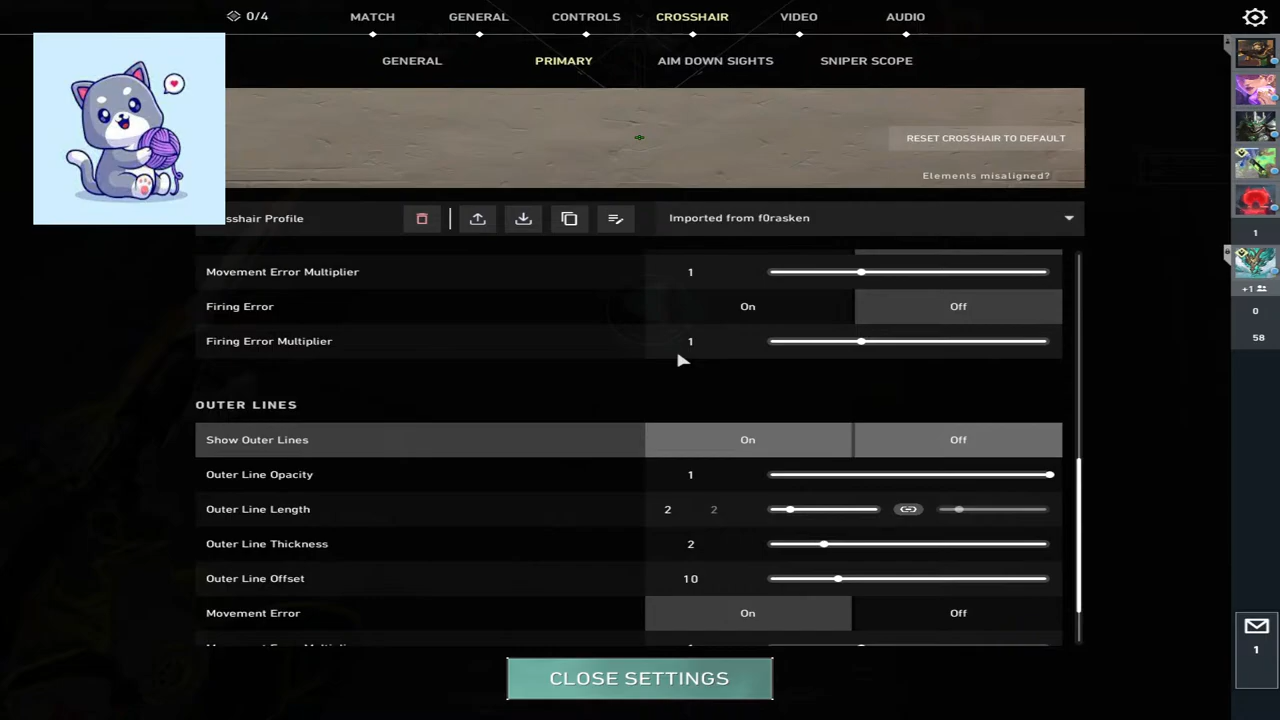 0/4 MATCH GENERAL CONTROLS CROSSHAIR VIDEO AUDIO
GENERAL PRIMARY AIM DOWN SIGHTS SNIPER SCOPE
RESET CROSSHAIR TO DEFAULT
Elements misaligned?
sshair Profile Imported from f0rasken
Movement Error Multiplier 1
Firing Error On Off
Firing Error Multiplier 1
OUTER LINES
Show Outer Lines On Off
Outer Line Opacity 1
Outer Line Length 2 2
Outer Line Thickness 2
Outer Line Offset 10
Movement Error On Off
CLOSE SETTINGS
1
+1
0
58
1